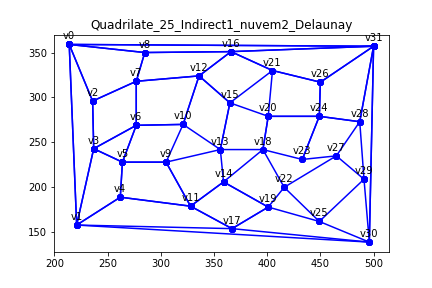 Quadrilate_25_Indirect1_nuvem2_Delaunay
v0 v31
v8 v16
350
v21
v7 v12 v26
300
v2 v15
v20 v24 v28
v6 v10
250
v3 v13 v18
v5 v9 v23 v27
200
v14 v22 v29
v4
v11 v19
v1 v17 v25
150
v30
200 250 300 350 400 450 500